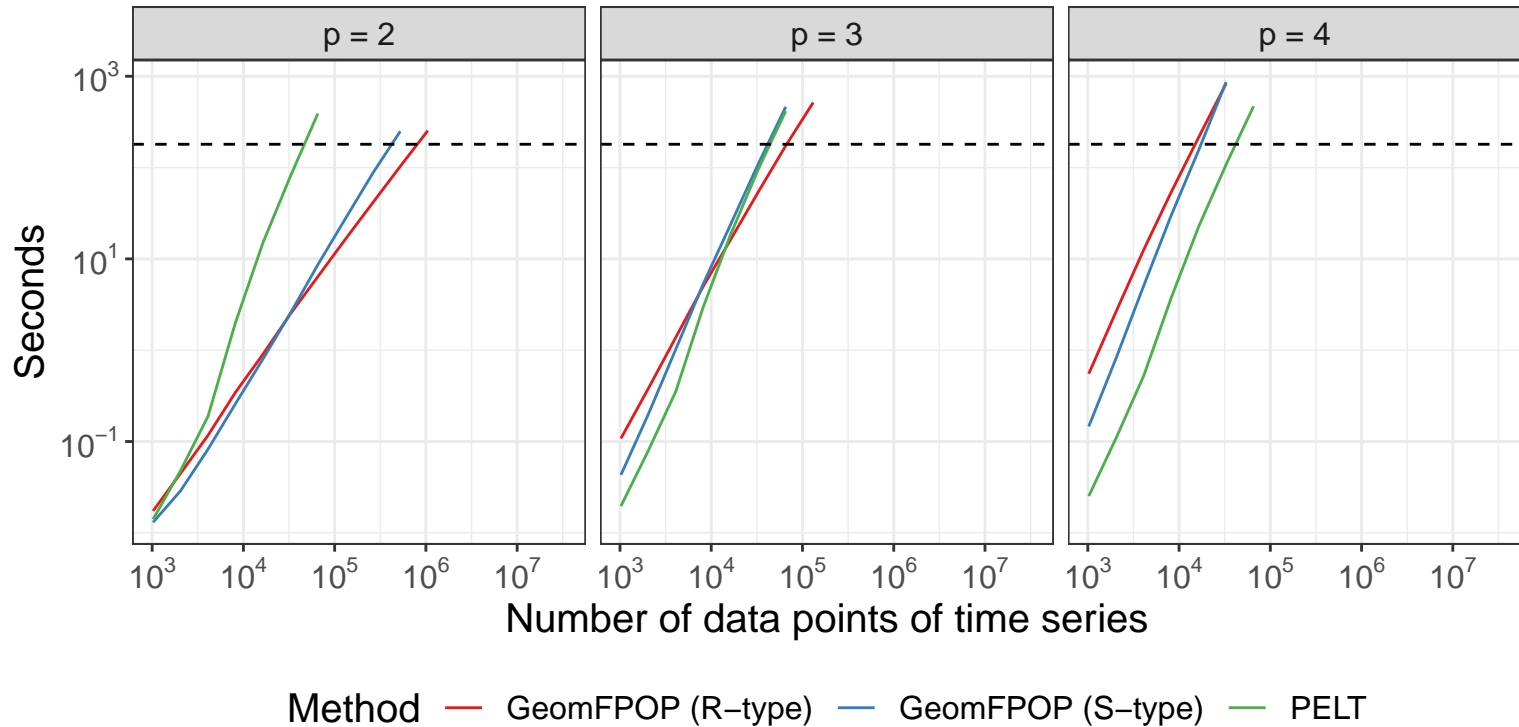 p = 2 p = 3 p = 4
10³
10¹
10⁻¹
Seconds
10³ 10⁴ 10⁵ 10⁶ 10⁷ 10³ 10⁴ 10⁵ 10⁶ 10⁷ 10³ 10⁴ 10⁵ 10⁶ 10⁷
Number of data points of time series
Method GeomFPOP (R−type) GeomFPOP (S−type) PELT